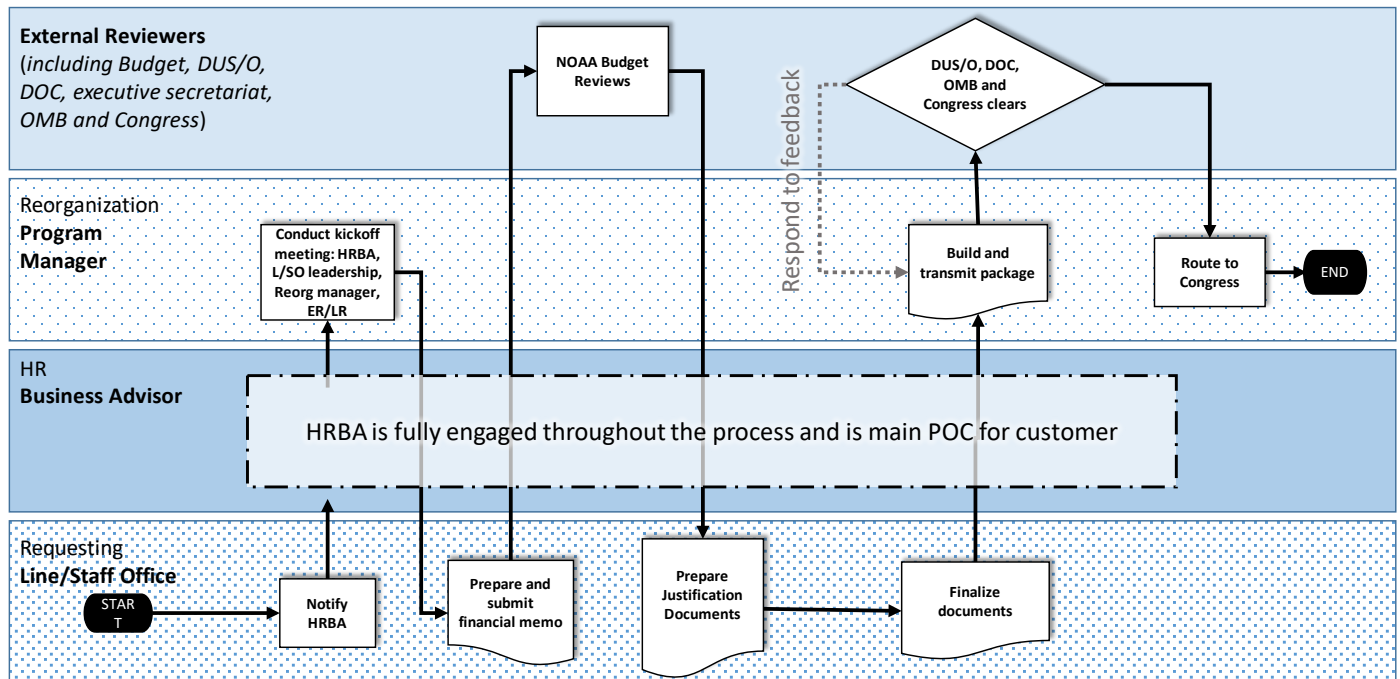 External Reviewers
(including Budget, DUS/O,
DOC, executive secretariat,
OMB and Congress)
NOAA Budget
Reviews
DUS/O, DOC,
OMB and
Congress clears
Respond to feedback
Reorganization
Program
Manager
Conduct kickoff
meeting: HRBA,
L/SO leadership,
Reorg manager,
ER/LR
Build and
transmit package
Route to
Congress
END
HR
Business Advisor
HRBA is fully engaged throughout the process and is main POC for customer
Requesting
Line/Staff Office
STAR
T
Notify
HRBA
Prepare and
submit
financial memo
Prepare
Justification
Documents
Finalize
documents